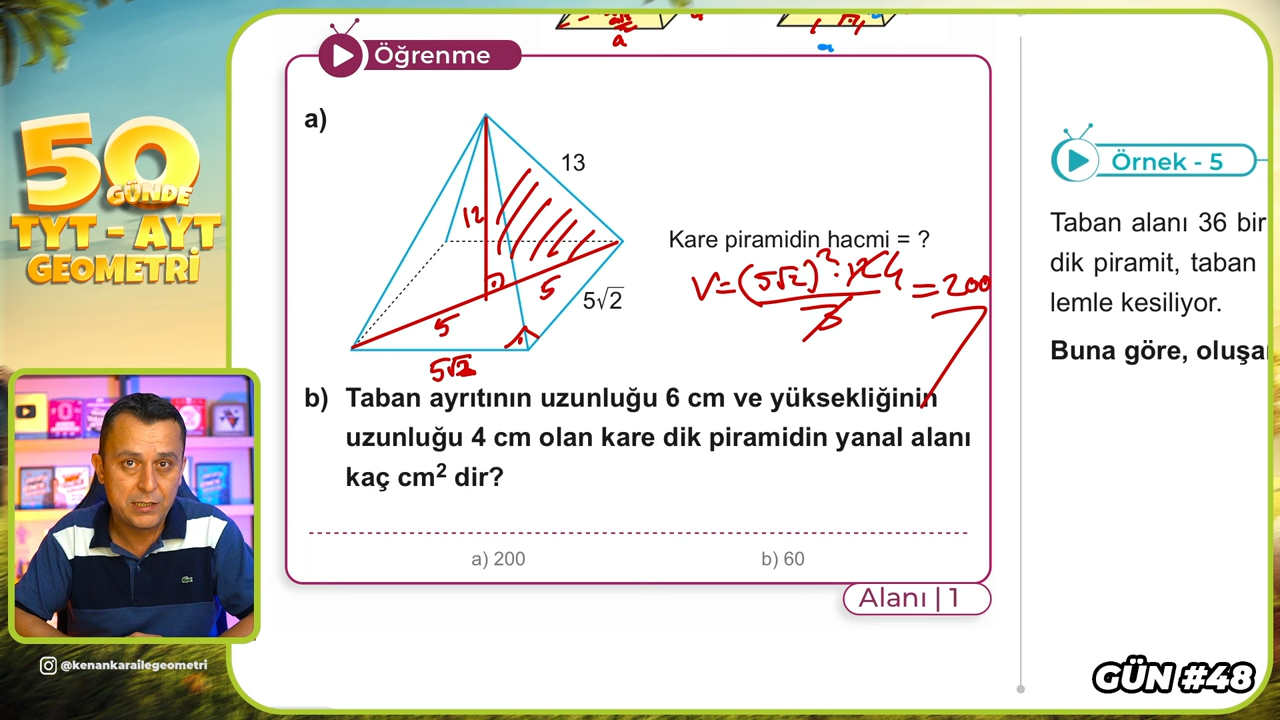 50
GÜNDE
TYT - AYT
GEOMETRİ
a
a
Öğrenme
a)
13
12
5
5
5√2
5√2
Kare piramidin hacmi = ?
V = (5√2)² · 12 4 / 3 = 200
b) Taban ayrıtının uzunluğu 6 cm ve yüksekliğinin
uzunluğu 4 cm olan kare dik piramidin yanal alanı
kaç cm² dir?
a) 200 b) 60
Alanı | 1
Örnek - 5
Taban alanı 36 bir
dik piramit, taban
lemle kesiliyor.
Buna göre, oluşa
@kenankarailegeometri
GÜN #48